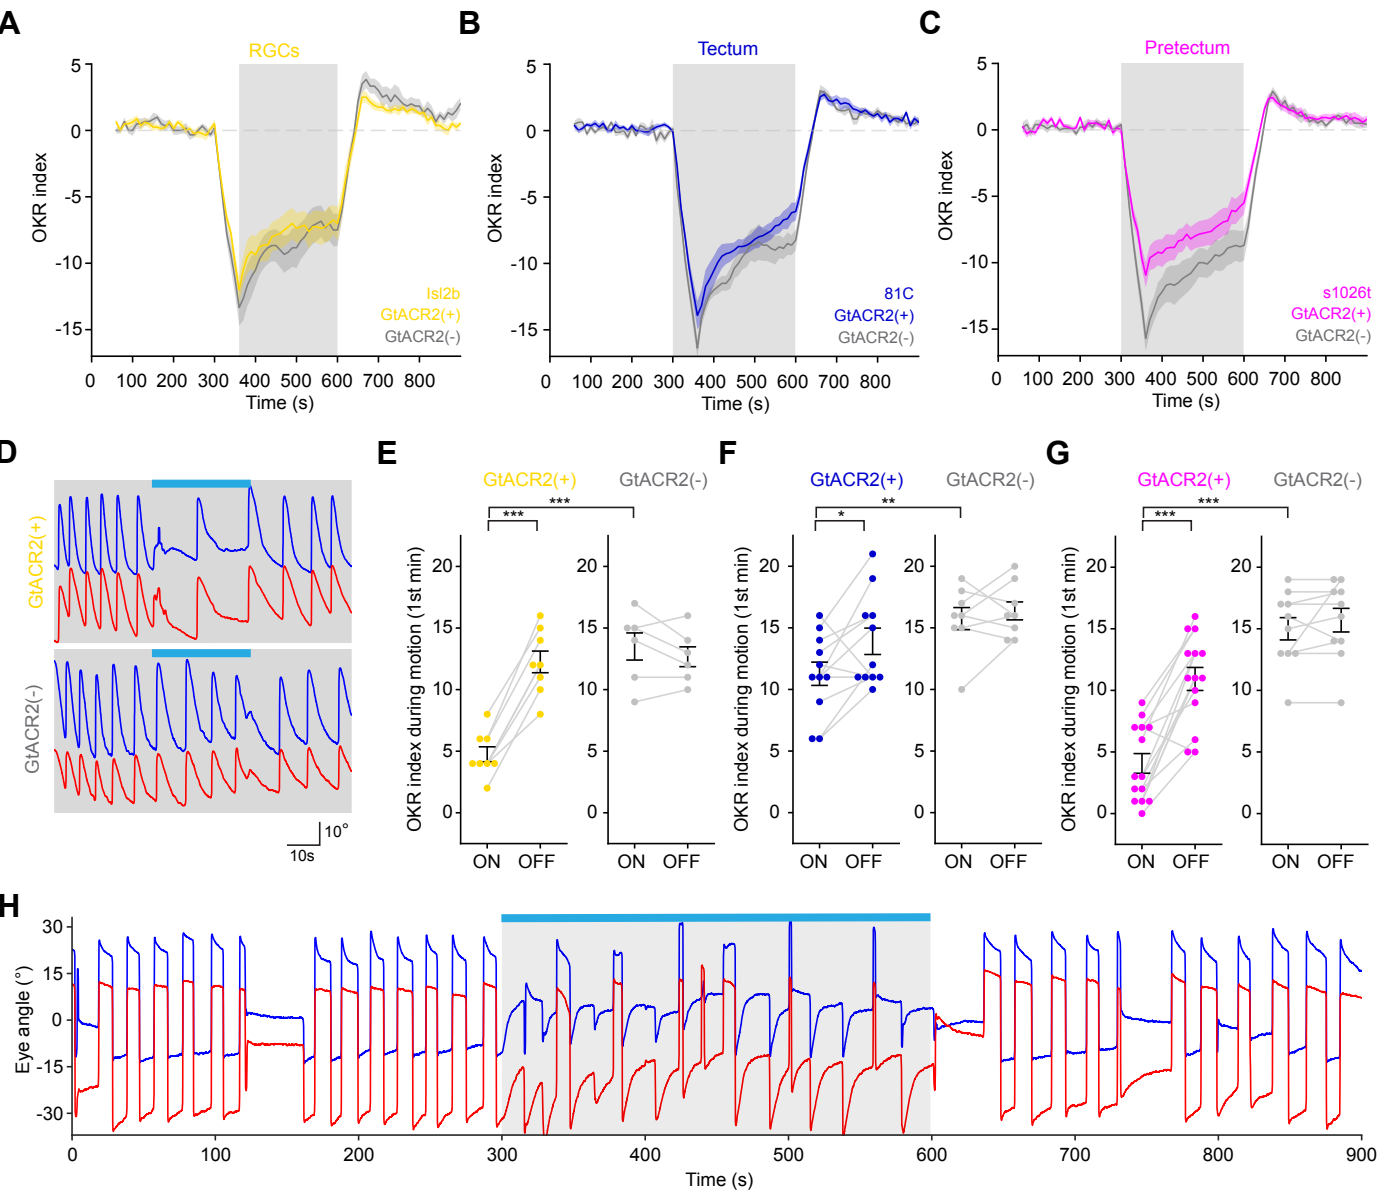 A
RGCs
OKR index
5
0
-5
-10
-15
Isl2b
GtACR2(+)
GtACR2(-)
0 100 200 300 400 500 600 700 800
Time (s)
B
Tectum
OKR index
5
0
-5
-10
-15
81C
GtACR2(+)
GtACR2(-)
0 100 200 300 400 500 600 700 800
Time (s)
C
Pretectum
OKR index
5
0
-5
-10
-15
s1026t
GtACR2(+)
GtACR2(-)
0 100 200 300 400 500 600 700 800
Time (s)
D
GtACR2(+)
GtACR2(-)
10°
10s
E
GtACR2(+) GtACR2(-)
***
***
OKR index during motion (1st min)
20 20
15 15
10 10
5 5
0 0
ON OFF ON OFF
F
GtACR2(+) GtACR2(-)
**
*
OKR index during motion (1st min)
20 20
15 15
10 10
5 5
0 0
ON OFF ON OFF
G
GtACR2(+) GtACR2(-)
***
***
OKR index during motion (1st min)
20 20
15 15
10 10
5 5
0 0
ON OFF ON OFF
H
Eye angle (°)
30
15
0
-15
-30
0 100 200 300 400 500 600 700 800 900
Time (s)